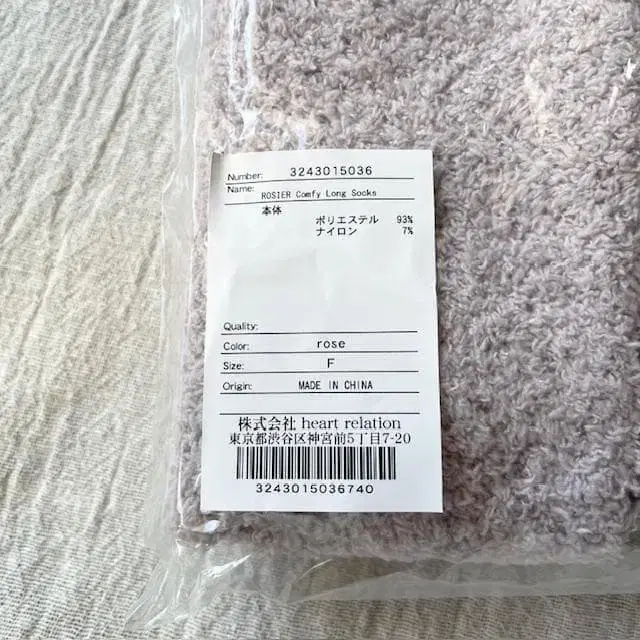 Number: 3243015036
Name: ROSIER Comfy Long Socks
本体
ポリエステル 93%
ナイロン 7%
Quality:
Color: rose
Size: F
Origin: MADE IN CHINA
株式会社 heart relation
東京都渋谷区神宮前5丁目7-20
3243015036740